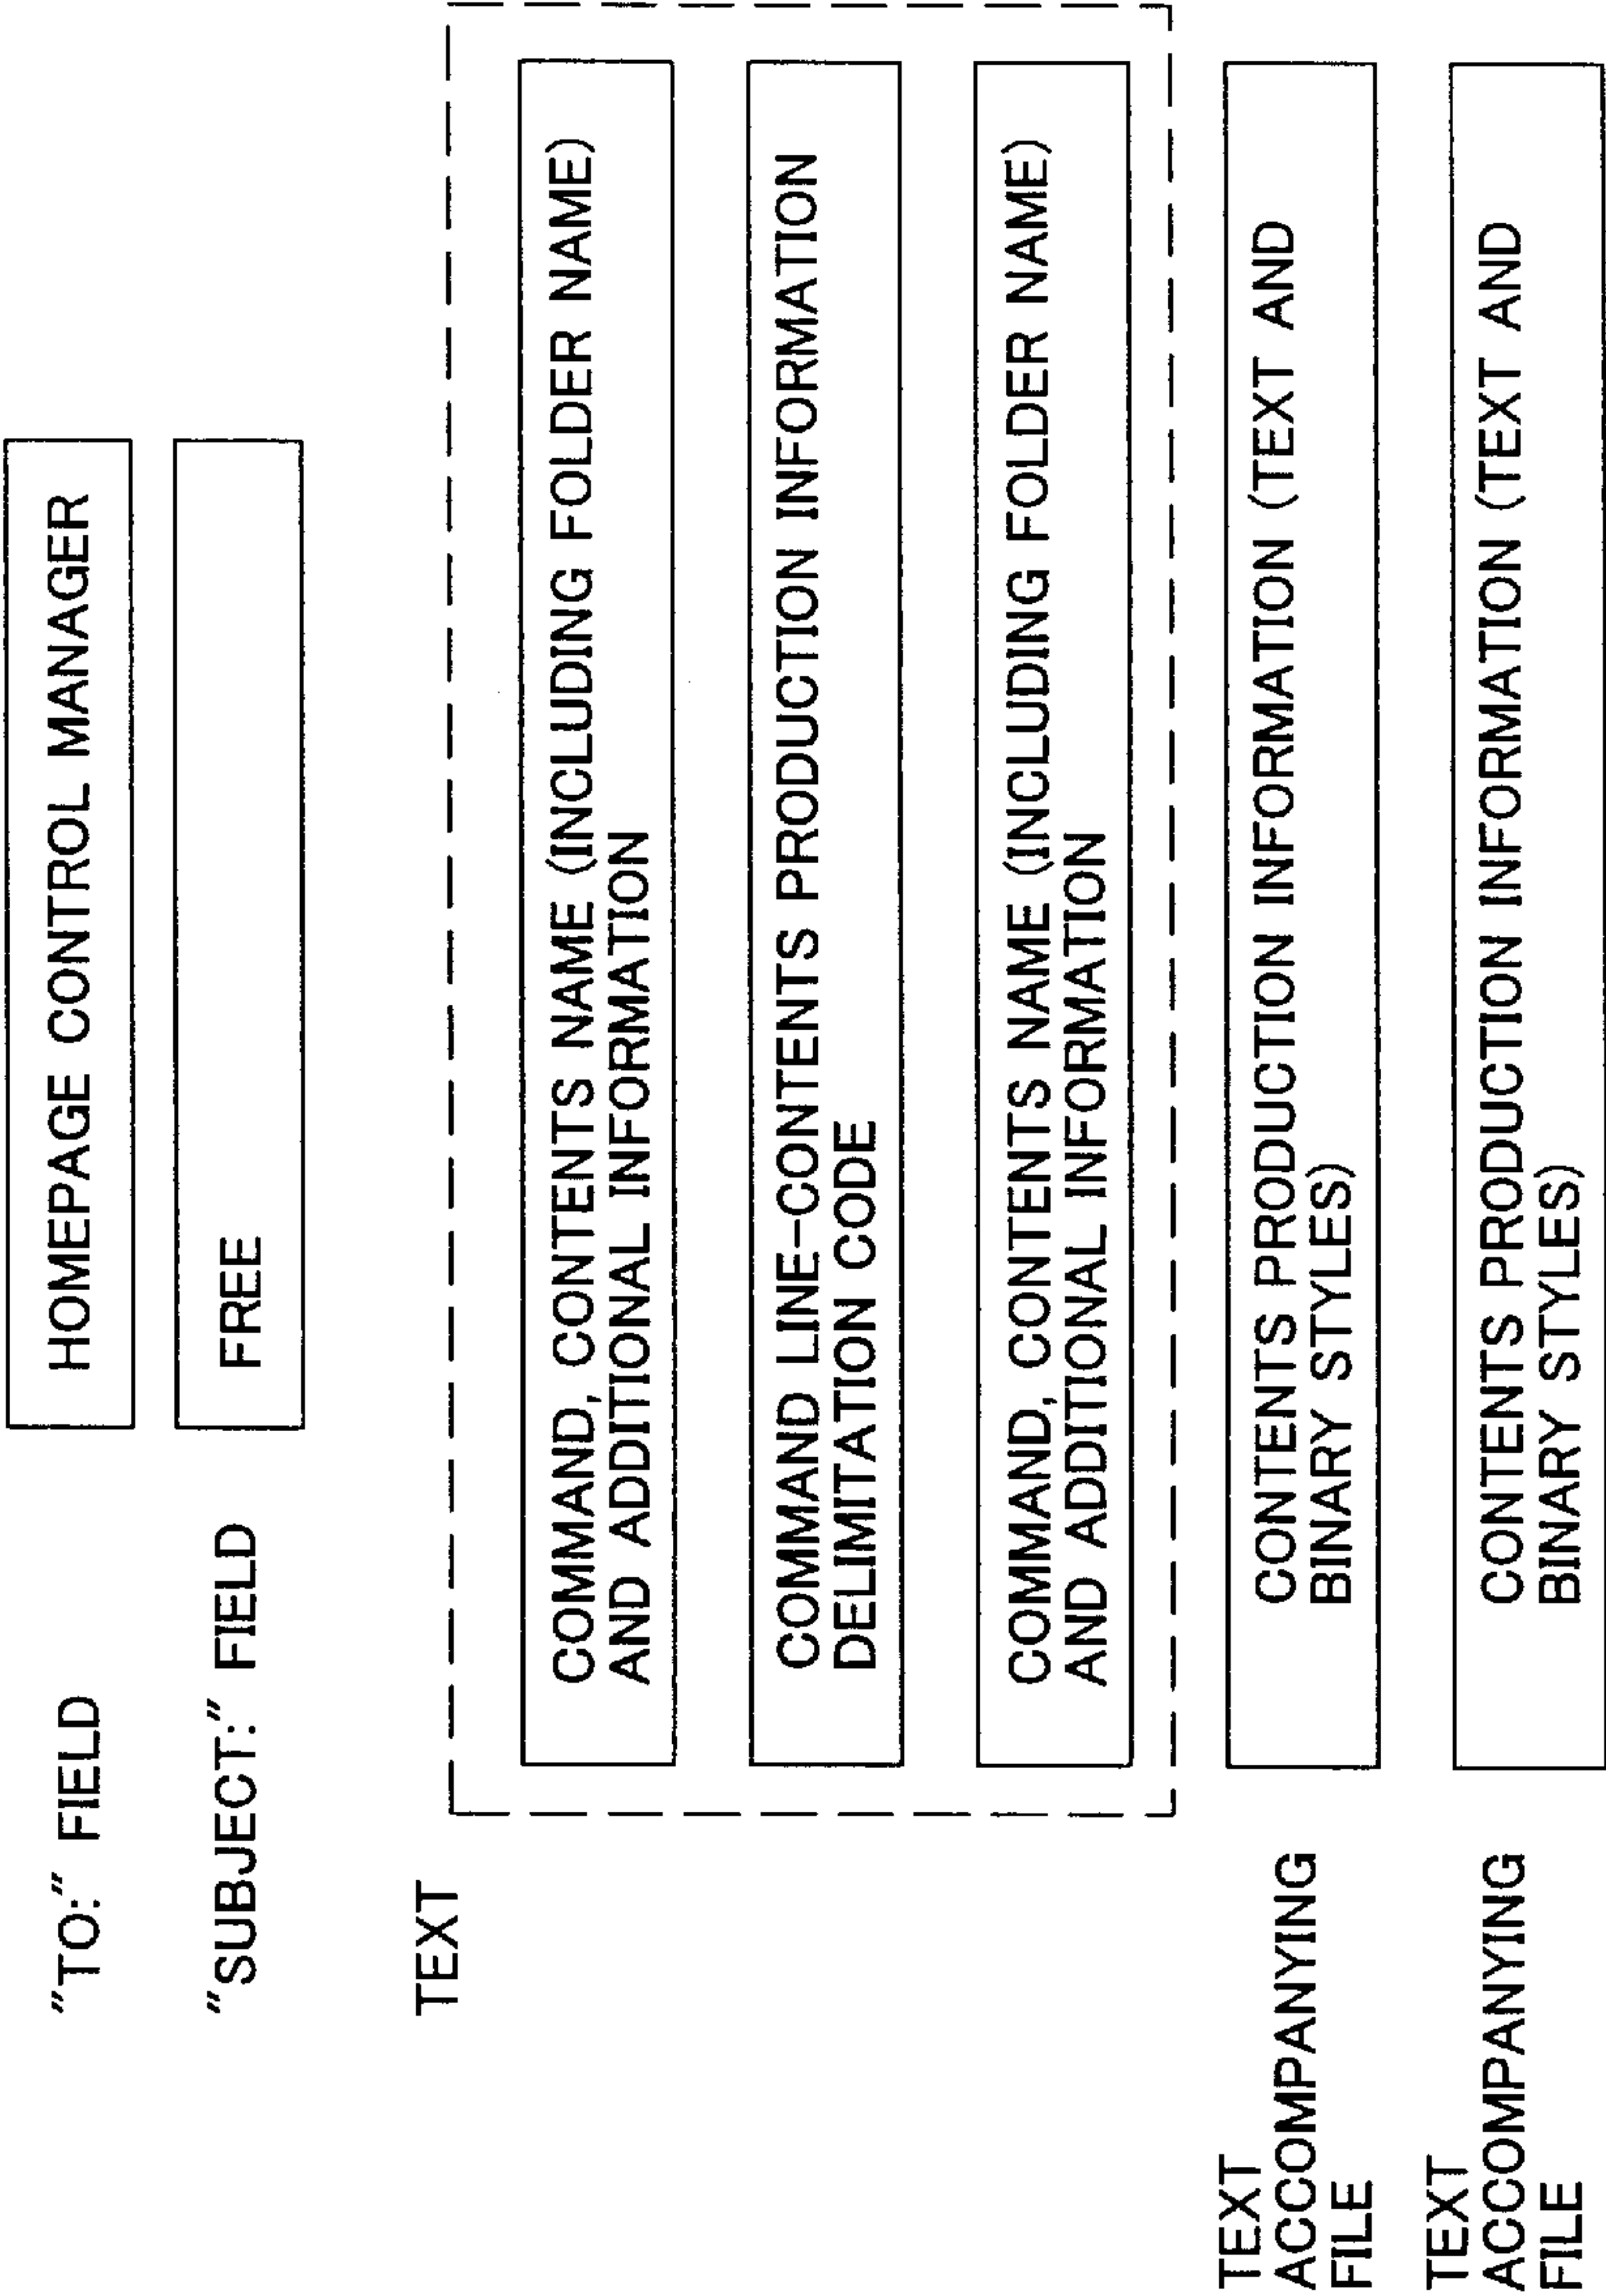 "TO:" FIELD
HOMEPAGE CONTROL MANAGER
"SUBJECT:" FIELD
FREE
TEXT
COMMAND, CONTENTS NAME (INCLUDING FOLDER NAME)
AND ADDITIONAL INFORMATION
COMMAND LINE-CONTENTS PRODUCTION INFORMATION
DELIMITATION CODE
COMMAND, CONTENTS NAME (INCLUDING FOLDER NAME)
AND ADDITIONAL INFORMATION
TEXT
ACCOMPANYING
FILE
CONTENTS PRODUCTION INFORMATION (TEXT AND
BINARY STYLES)
TEXT
ACCOMPANYING
FILE
CONTENTS PRODUCTION INFORMATION (TEXT AND
BINARY STYLES)